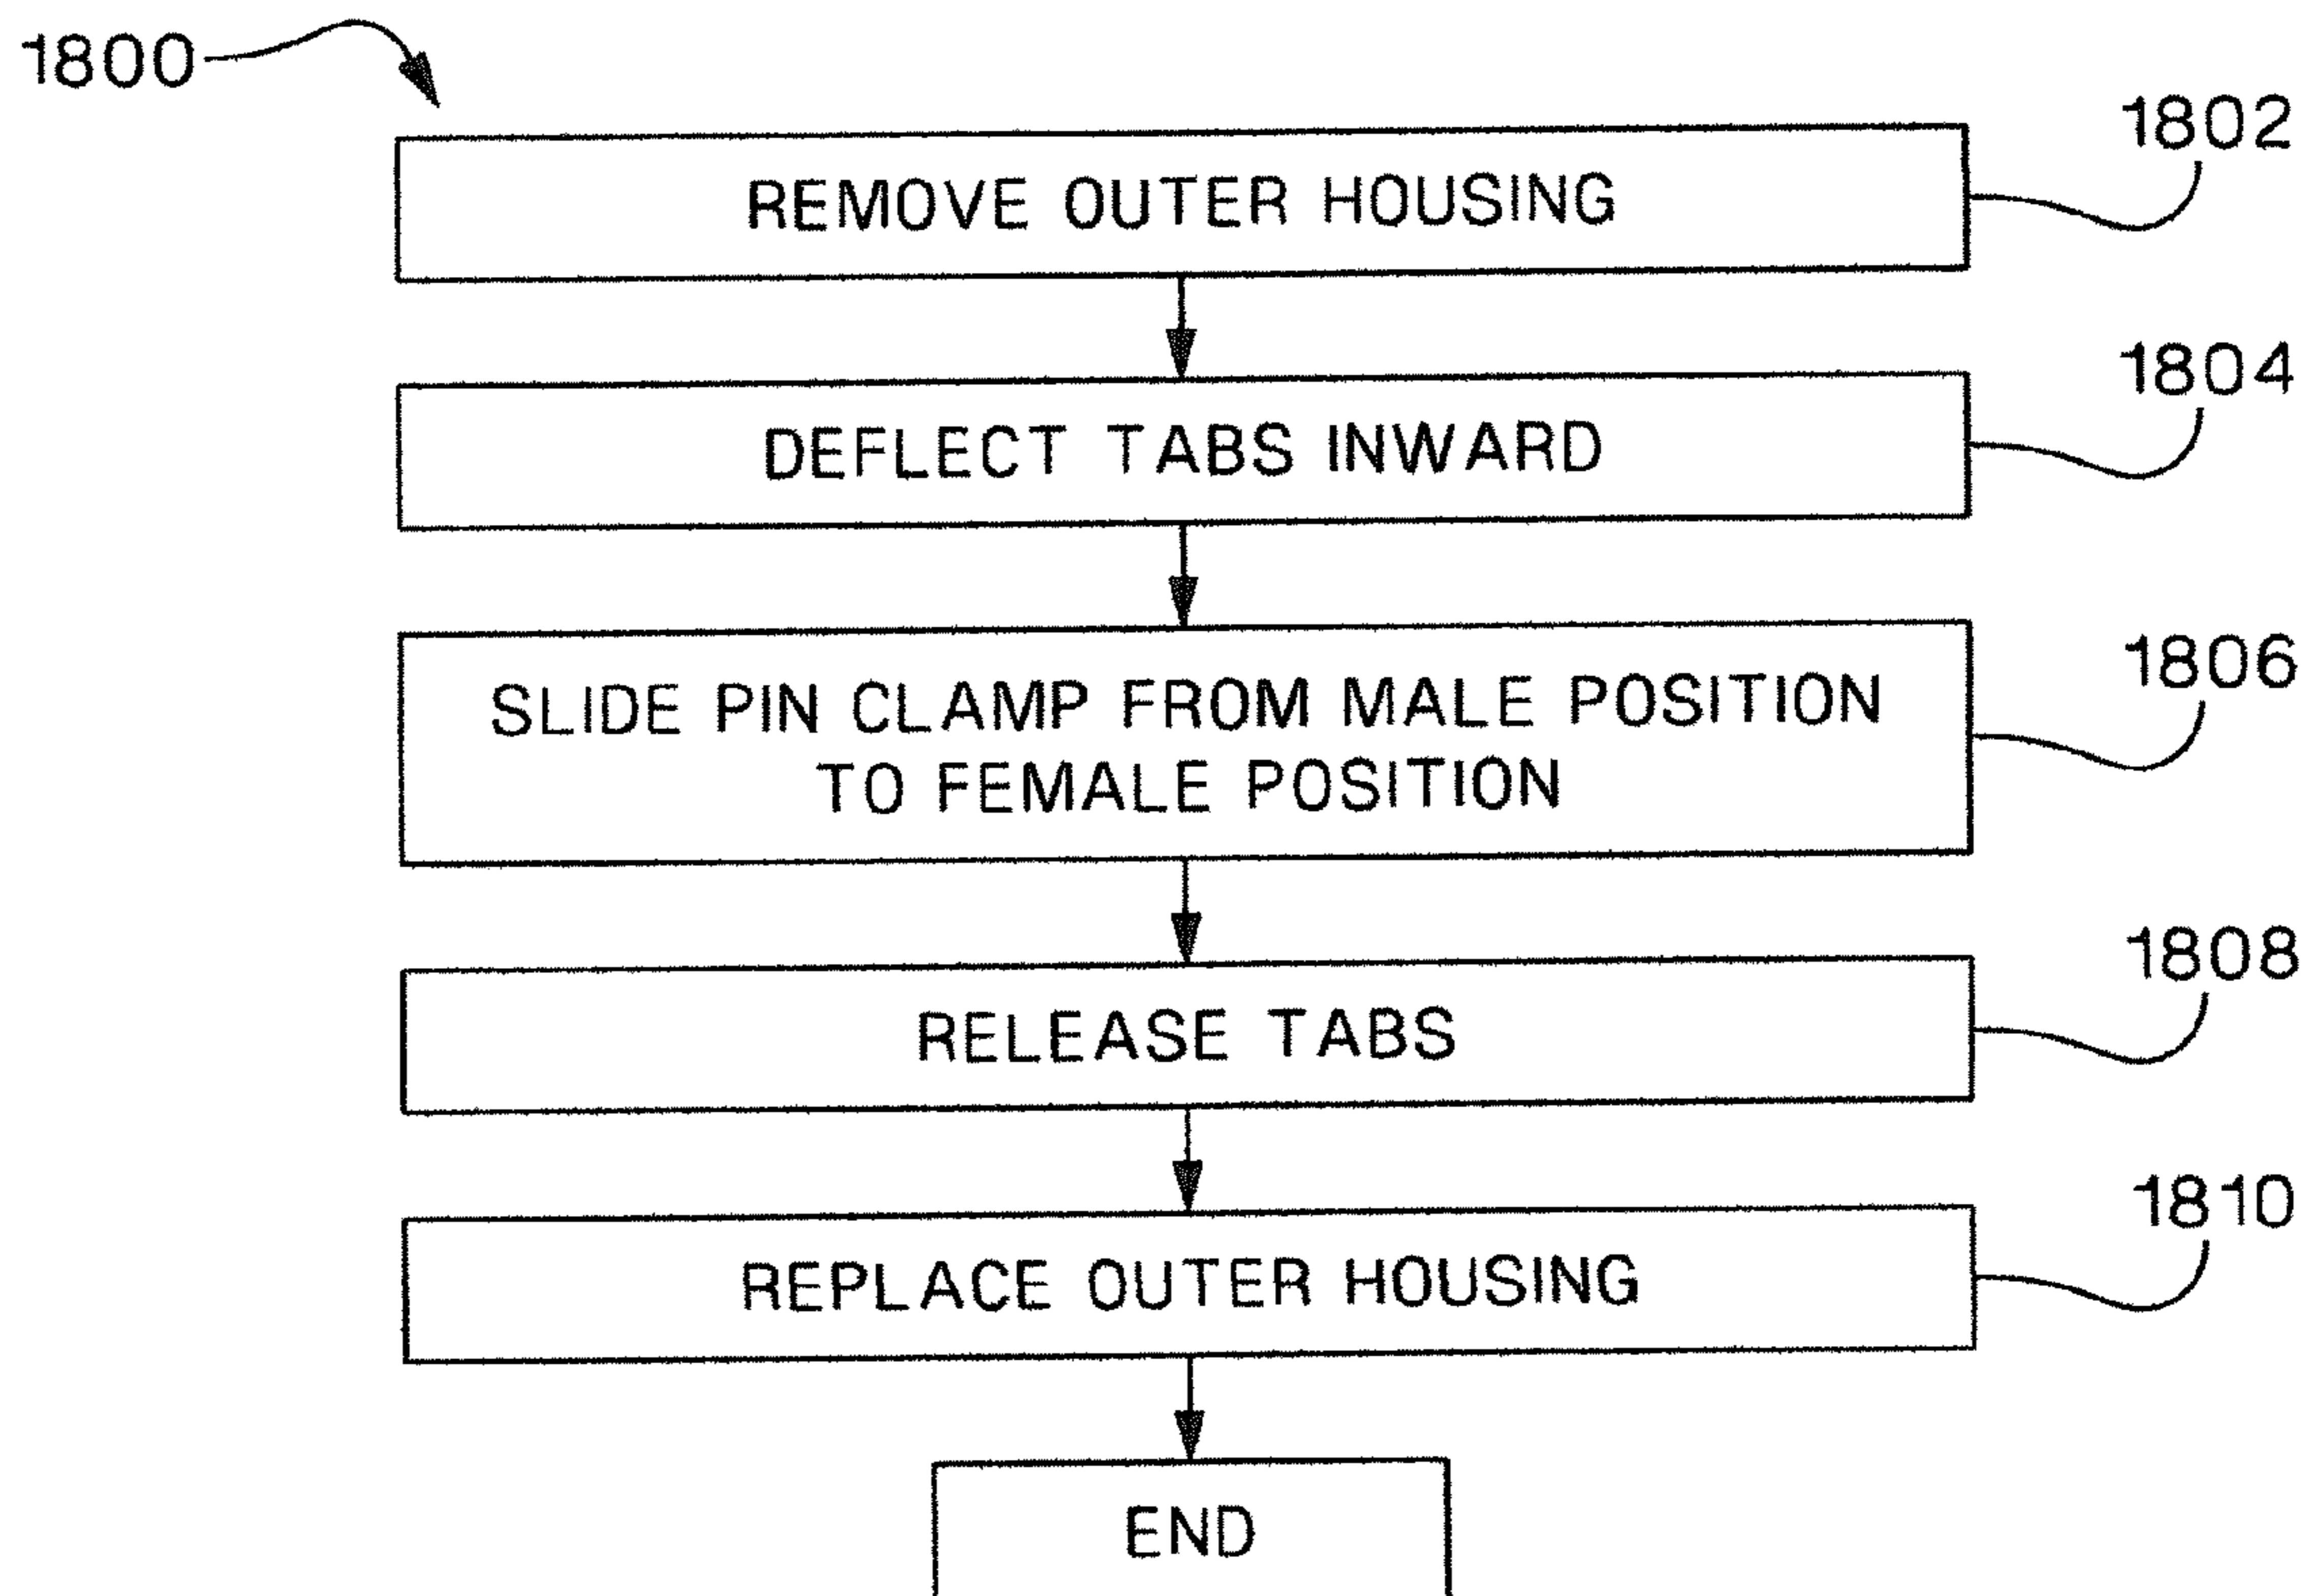 1800
1802
REMOVE OUTER HOUSING
1804
DEFLECT TABS INWARD
1806
SLIDE PIN CLAMP FROM MALE POSITION
TO FEMALE POSITION
1808
RELEASE TABS
1810
REPLACE OUTER HOUSING
END